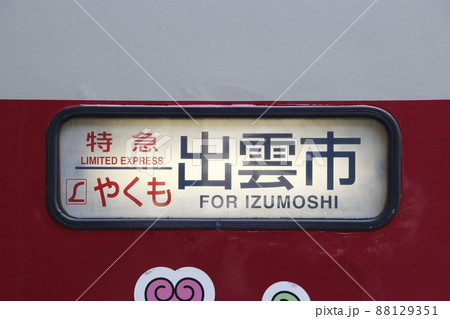 特急
LIMITED EXPRESS
L やくも
出雲市
FOR IZUMOSHI
pixta.jp - 88129351